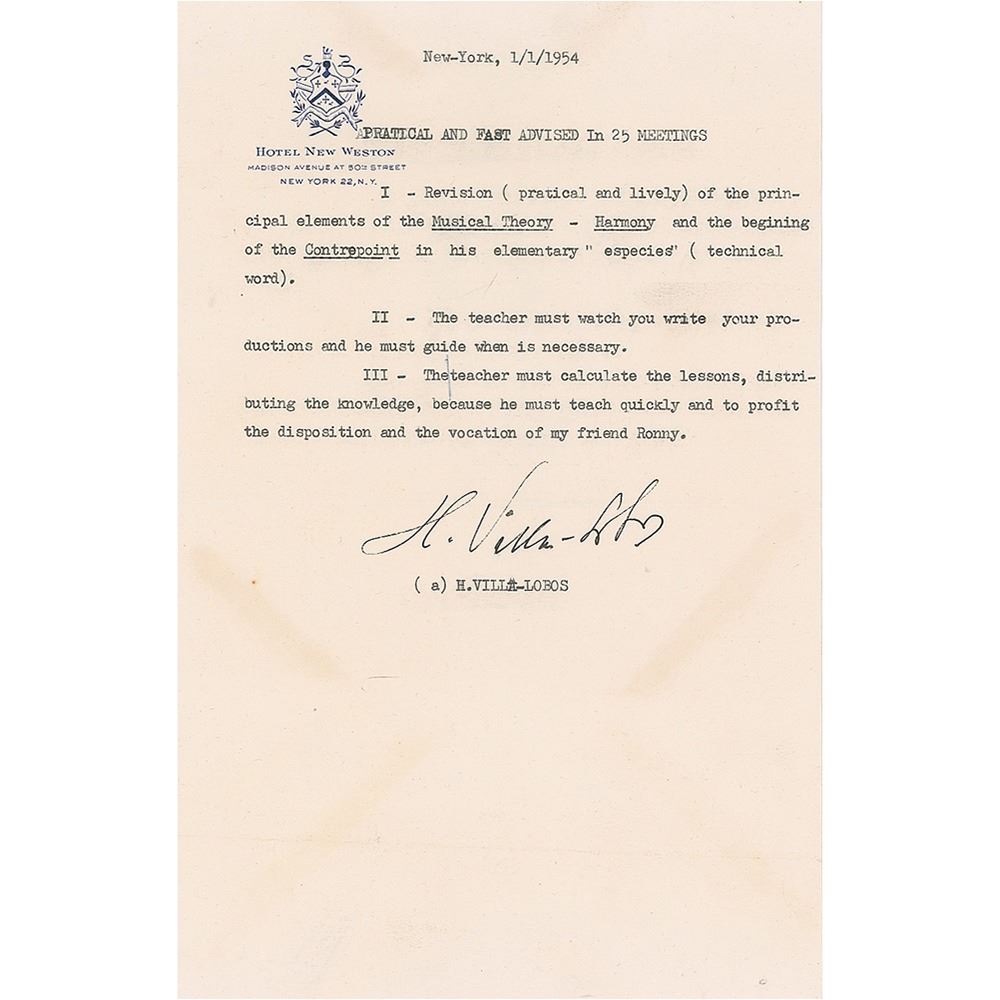 New-York, 1/1/1954
APRATICAL AND FAST ADVISED In 25 MEETINGS
HOTEL NEW WESTON
MADISON AVENUE AT 50TH STREET
NEW YORK 22, N.Y.
I - Revision ( pratical and lively) of the prin-
cipal elements of the Musical Theory - Harmony and the begining
of the Contrepoint in his elementary " especies" ( technical
word).
II - The teacher must watch you write your pro-
ductions and he must guide when is necessary.
III - The teacher must calculate the lessons, distri-
buting the knowledge, because he must teach quickly and to profit
the disposition and the vocation of my friend Ronny.
H. Villa-Lobos
( a) H.VILLA-LOBOS